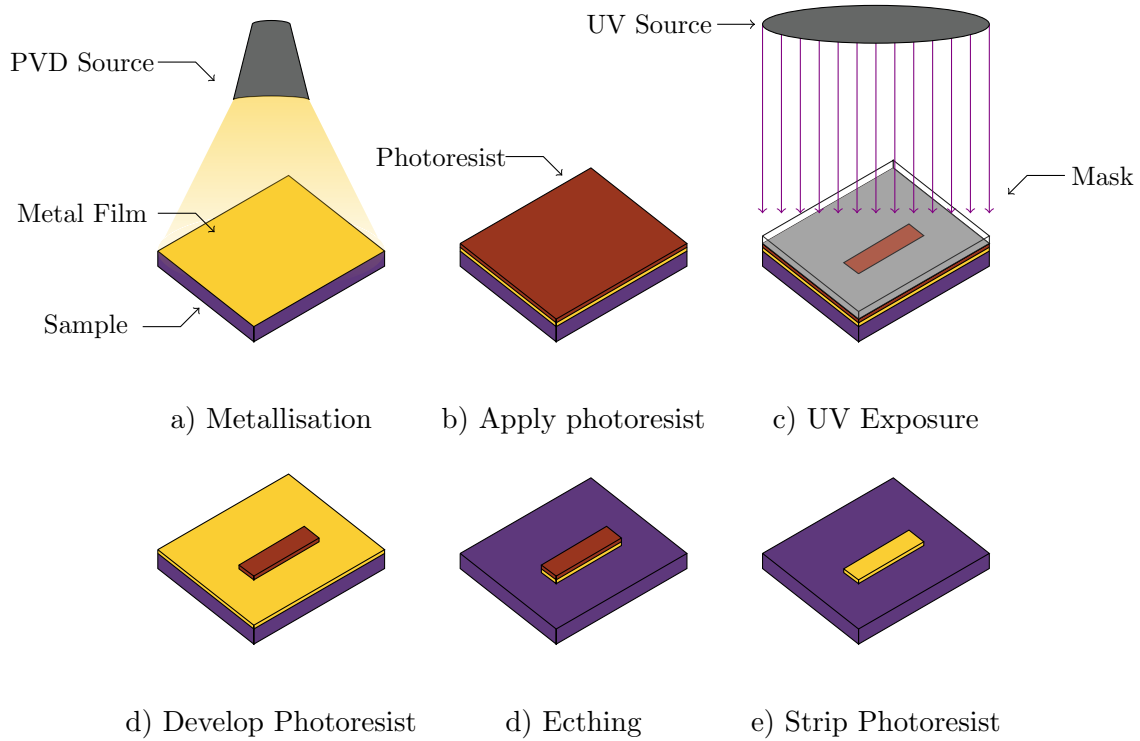 PVD Source
Metal Film
Sample
Photoresist
UV Source
Mask
a) Metallisation
b) Apply photoresist
c) UV Exposure
d) Develop Photoresist
d) Ecthing
e) Strip Photoresist